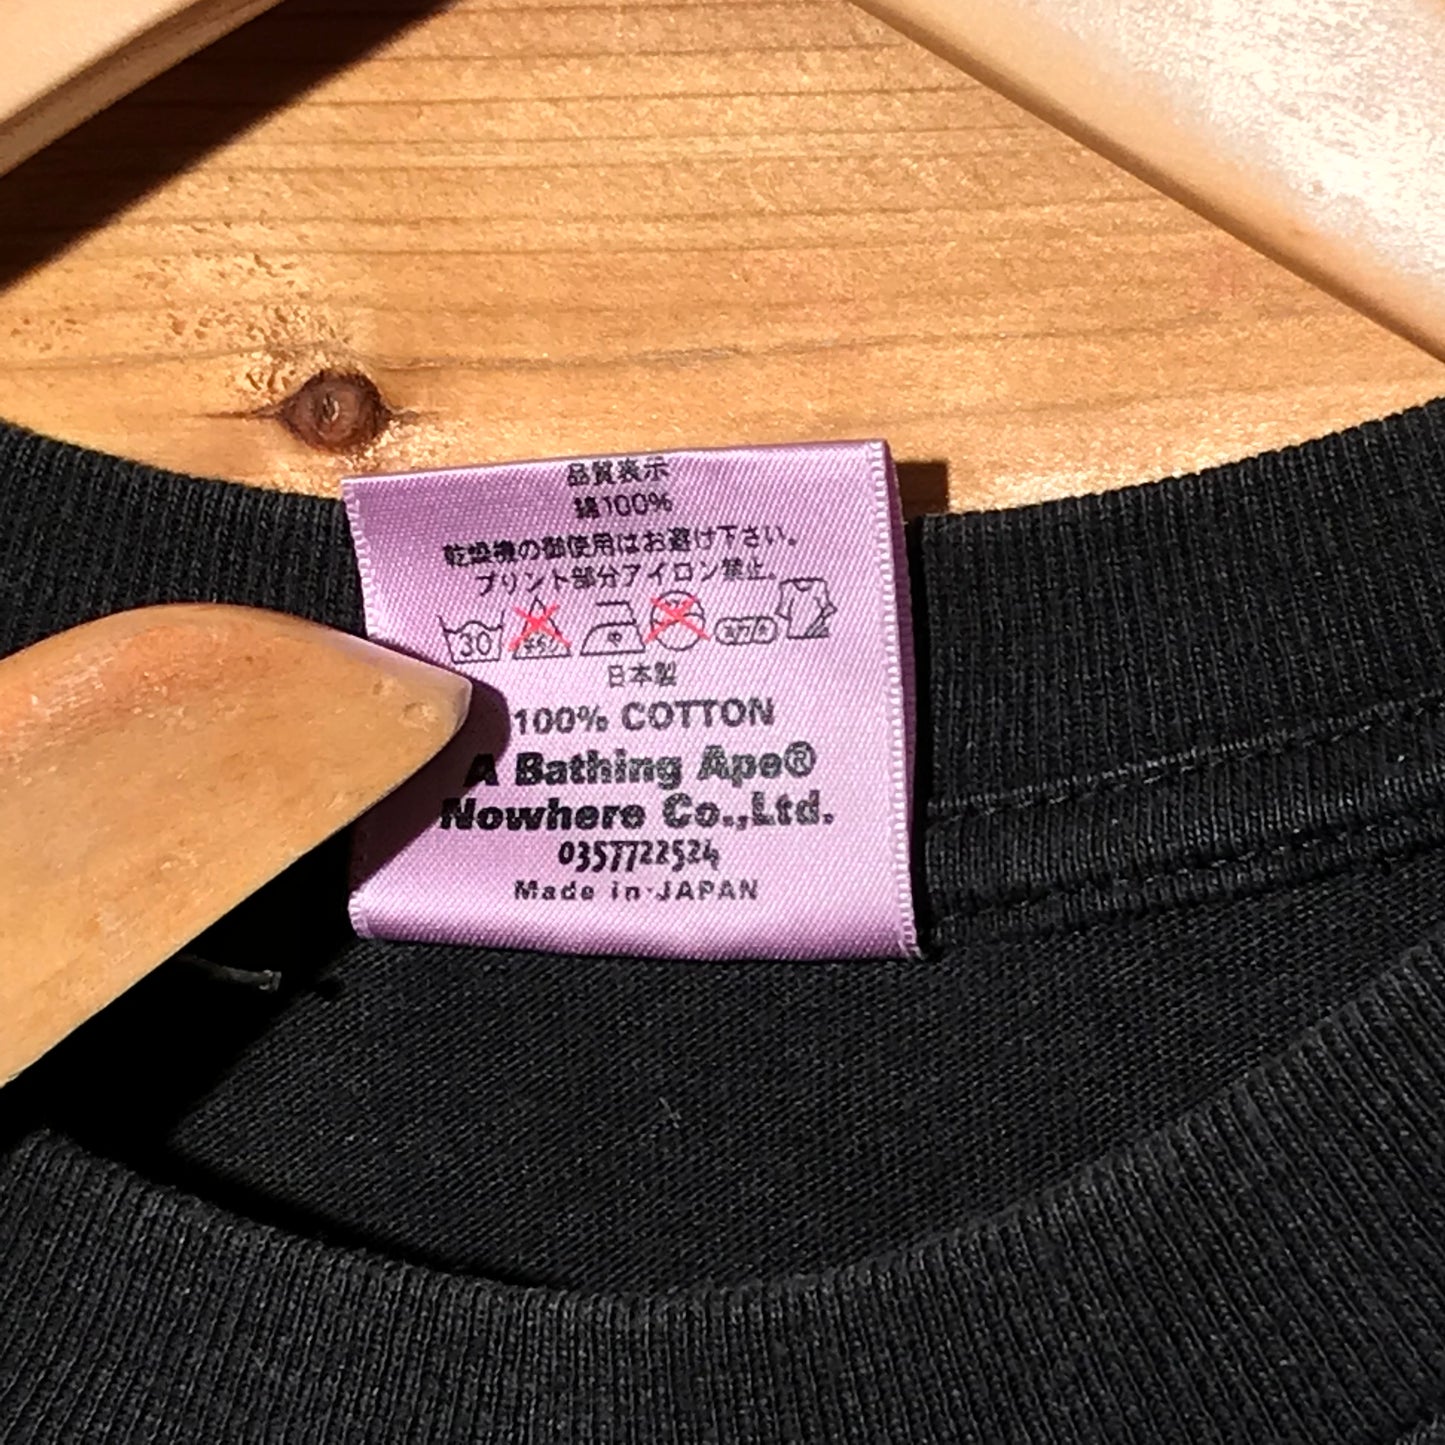 品質表示
綿100%
乾燥機の御使用はお避け下さい。
プリント部分アイロン禁止。
30
日本製
100% COTTON
A Bathing Ape®
Nowhere Co.,Ltd.
0357722524
Made in JAPAN